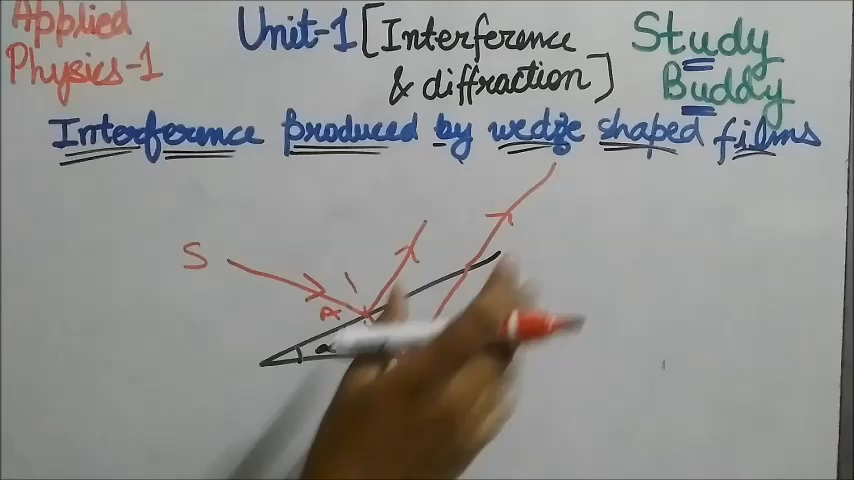 Applied
Physics-1
Unit-1 [Interference
& diffraction]
Study
Buddy
Interference produced by wedge shaped films
S
A
α